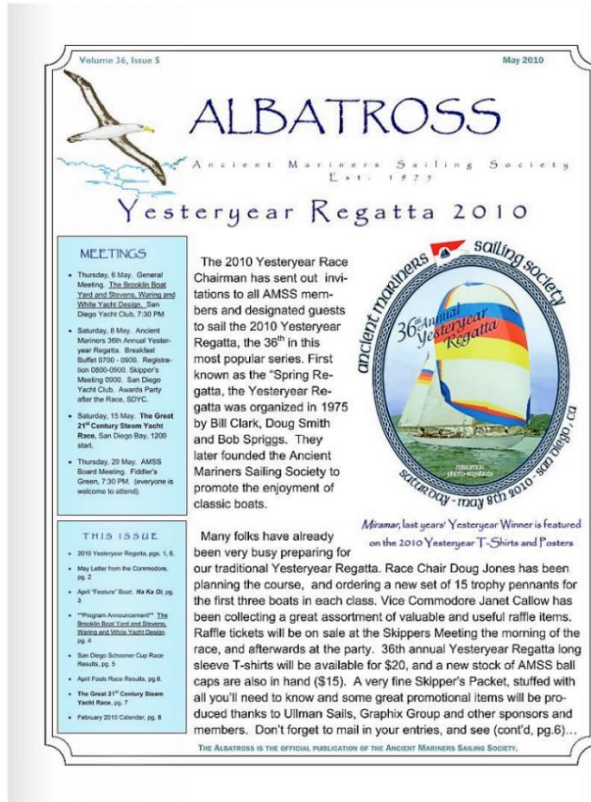 Volume 36, Issue 5
May 2010
ALBATROSS
Ancient Mariners Sailing Society
Est. 1975
Yesteryear Regatta 2010
MEETINGS
• Thursday, 6 May. General
Meeting. The Brooklin Boat
Yard and Stevens, Waring and
White Yacht Design. San
Diego Yacht Club, 7:30 PM
• Saturday, 8 May. Ancient
Mariners 36th Annual Yester-
year Regatta. Breakfast
Buffet 0700 - 0900. Registra-
tion 0800-0900. Skipper's
Meeting 0900. San Diego
Yacht Club. Awards Party
after the Race, SDYC.
• Saturday, 15 May. The Great
21st Century Steam Yacht
Race, San Diego Bay, 1200
start.
• Thursday, 20 May. AMSS
Board Meeting. Fiddler's
Green, 7:30 PM. (everyone is
welcome to attend).
THIS ISSUE
• 2010 Yesteryear Regatta, pgs. 1, 6.
• May Letter from the Commodore,
pg. 2
• April "Feature" Boat: Ha Ka Oi, pg.
3
• **Program Announcement** The
Brooklin Boat Yard and Stevens,
Waring and White Yacht Design,
pg. 4
• San Diego Schooner Cup Race
Results, pg. 5
• April Fools Race Results, pg.6.
• The Great 21st Century Steam
Yacht Race, pg. 7
• February 2010 Calendar, pg. 8
The 2010 Yesteryear Race
Chairman has sent out invi-
tations to all AMSS mem-
bers and designated guests
to sail the 2010 Yesteryear
Regatta, the 36th in this
most popular series. First
known as the "Spring Re-
gatta, the Yesteryear Re-
gatta was organized in 1975
by Bill Clark, Doug Smith
and Bob Spriggs. They
later founded the Ancient
Mariners Sailing Society to
promote the enjoyment of
classic boats.
ancient mariners sailing society
36th Annual
Yesteryear
Regatta
saturday - may 8th 2010 - san diego, ca
Miramar, last years' Yesteryear Winner is featured
on the 2010 Yesteryear T-Shirts and Posters
Many folks have already
been very busy preparing for
our traditional Yesteryear Regatta. Race Chair Doug Jones has been
planning the course, and ordering a new set of 15 trophy pennants for
the first three boats in each class. Vice Commodore Janet Callow has
been collecting a great assortment of valuable and useful raffle items.
Raffle tickets will be on sale at the Skippers Meeting the morning of the
race, and afterwards at the party. 36th annual Yesteryear Regatta long
sleeve T-shirts will be available for $20, and a new stock of AMSS ball
caps are also in hand ($15). A very fine Skipper's Packet, stuffed with
all you'll need to know and some great promotional items will be pro-
duced thanks to Ullman Sails, Graphix Group and other sponsors and
members. Don't forget to mail in your entries, and see (cont'd, pg.6)…
THE ALBATROSS IS THE OFFICIAL PUBLICATION OF THE ANCIENT MARINERS SAILING SOCIETY.